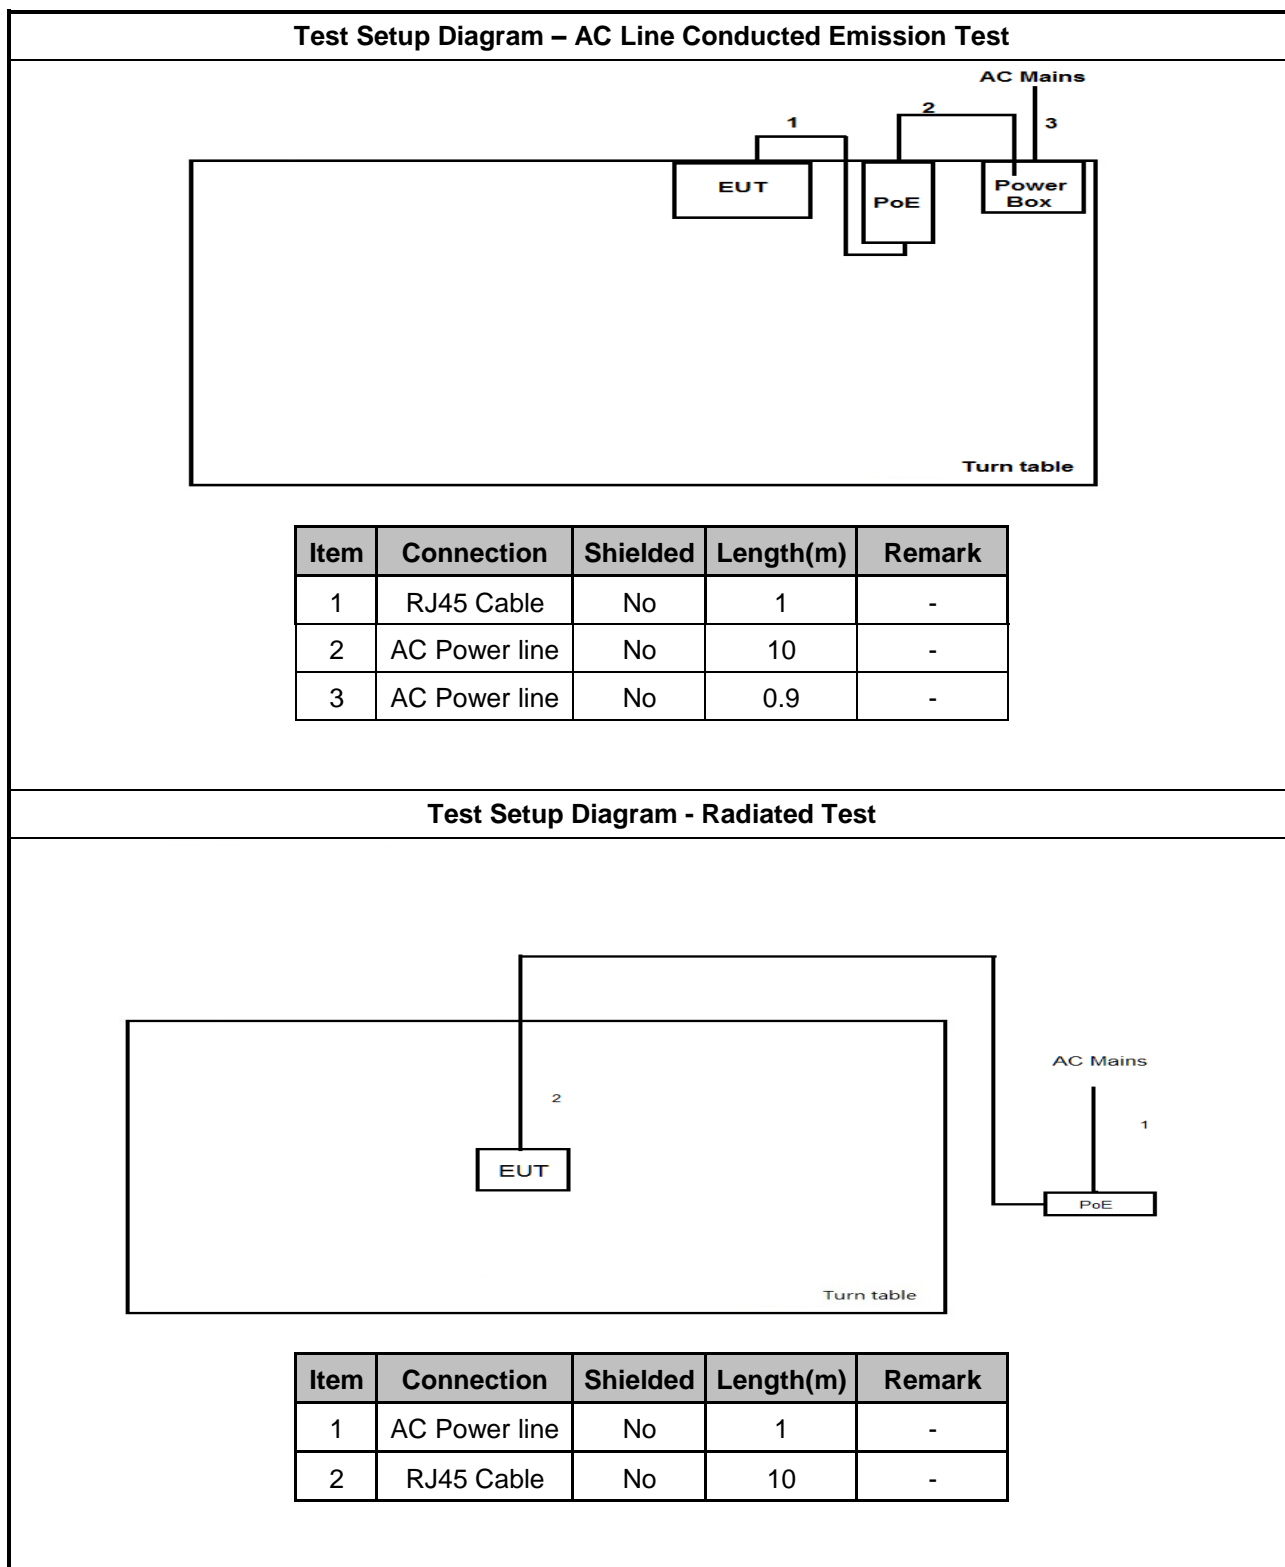 Test Setup Diagram – AC Line Conducted Emission Test
AC Mains
1
2
3
EUT
PoE
Power
Box
Turn table
Item Connection Shielded Length(m) Remark
1 RJ45 Cable No 1 -
2 AC Power line No 10 -
3 AC Power line No 0.9 -
Test Setup Diagram - Radiated Test
AC Mains
2
1
EUT
PoE
Turn table
Item Connection Shielded Length(m) Remark
1 AC Power line No 1 -
2 RJ45 Cable No 10 -